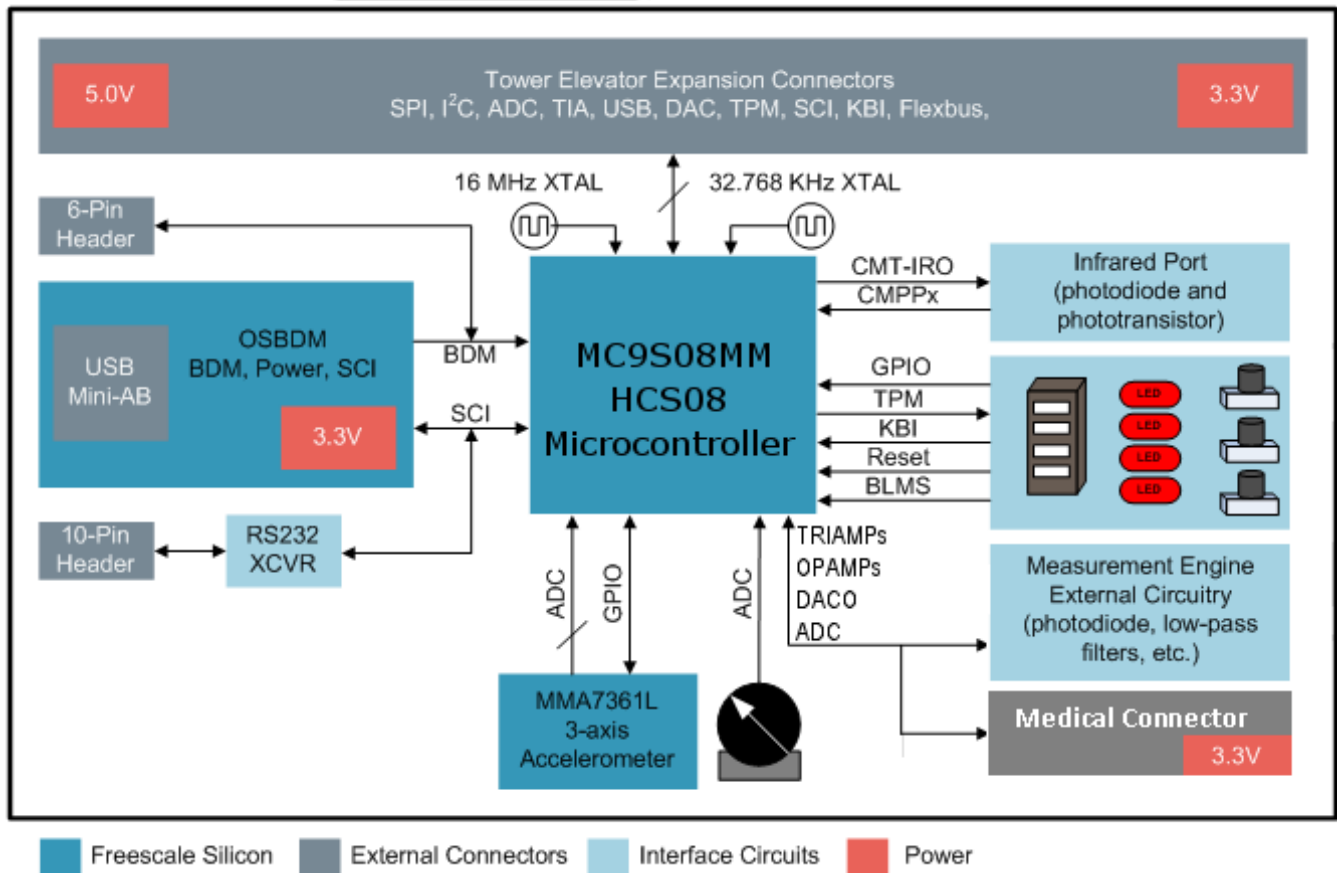 5.0V
Tower Elevator Expansion Connectors
SPI, I²C, ADC, TIA, USB, DAC, TPM, SCI, KBI, Flexbus,
3.3V
16 MHz XTAL
32.768 KHz XTAL
6-Pin
Header
USB
Mini-AB
OSBDM
BDM, Power, SCI
3.3V
BDM
SCI
10-Pin
Header
RS232
XCVR
MC9S08MM
HCS08
Microcontroller
CMT-IRO
CMPPx
Infrared Port
(photodiode and
phototransistor)
GPIO
TPM
KBI
Reset
BLMS
LED
LED
LED
LED
ADC
GPIO
ADC
TRIAMPs
OPAMPs
DACO
ADC
Measurement Engine
External Circuitry
(photodiode, low-pass
filters, etc.)
MMA7361L
3-axis
Accelerometer
Medical Connector
3.3V
Freescale Silicon
External Connectors
Interface Circuits
Power